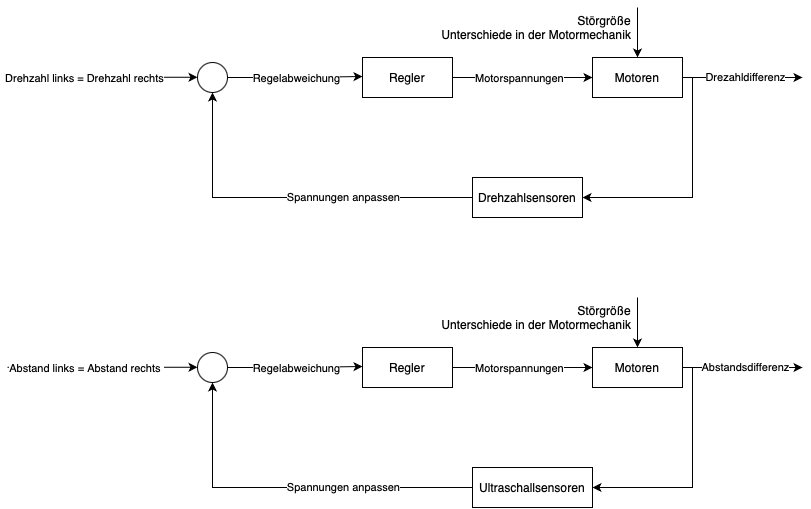 Störgröße
Unterschiede in der Motormechanik
Drehzahl links = Drehzahl rechts
Regelabweichung
Regler
Motorspannungen
Motoren
Drezahldifferenz
Spannungen anpassen
Drehzahlsensoren
Störgröße
Unterschiede in der Motormechanik
Abstand links = Abstand rechts
Regelabweichung
Regler
Motorspannungen
Motoren
Abstandsdifferenz
Spannungen anpassen
Ultraschallsensoren